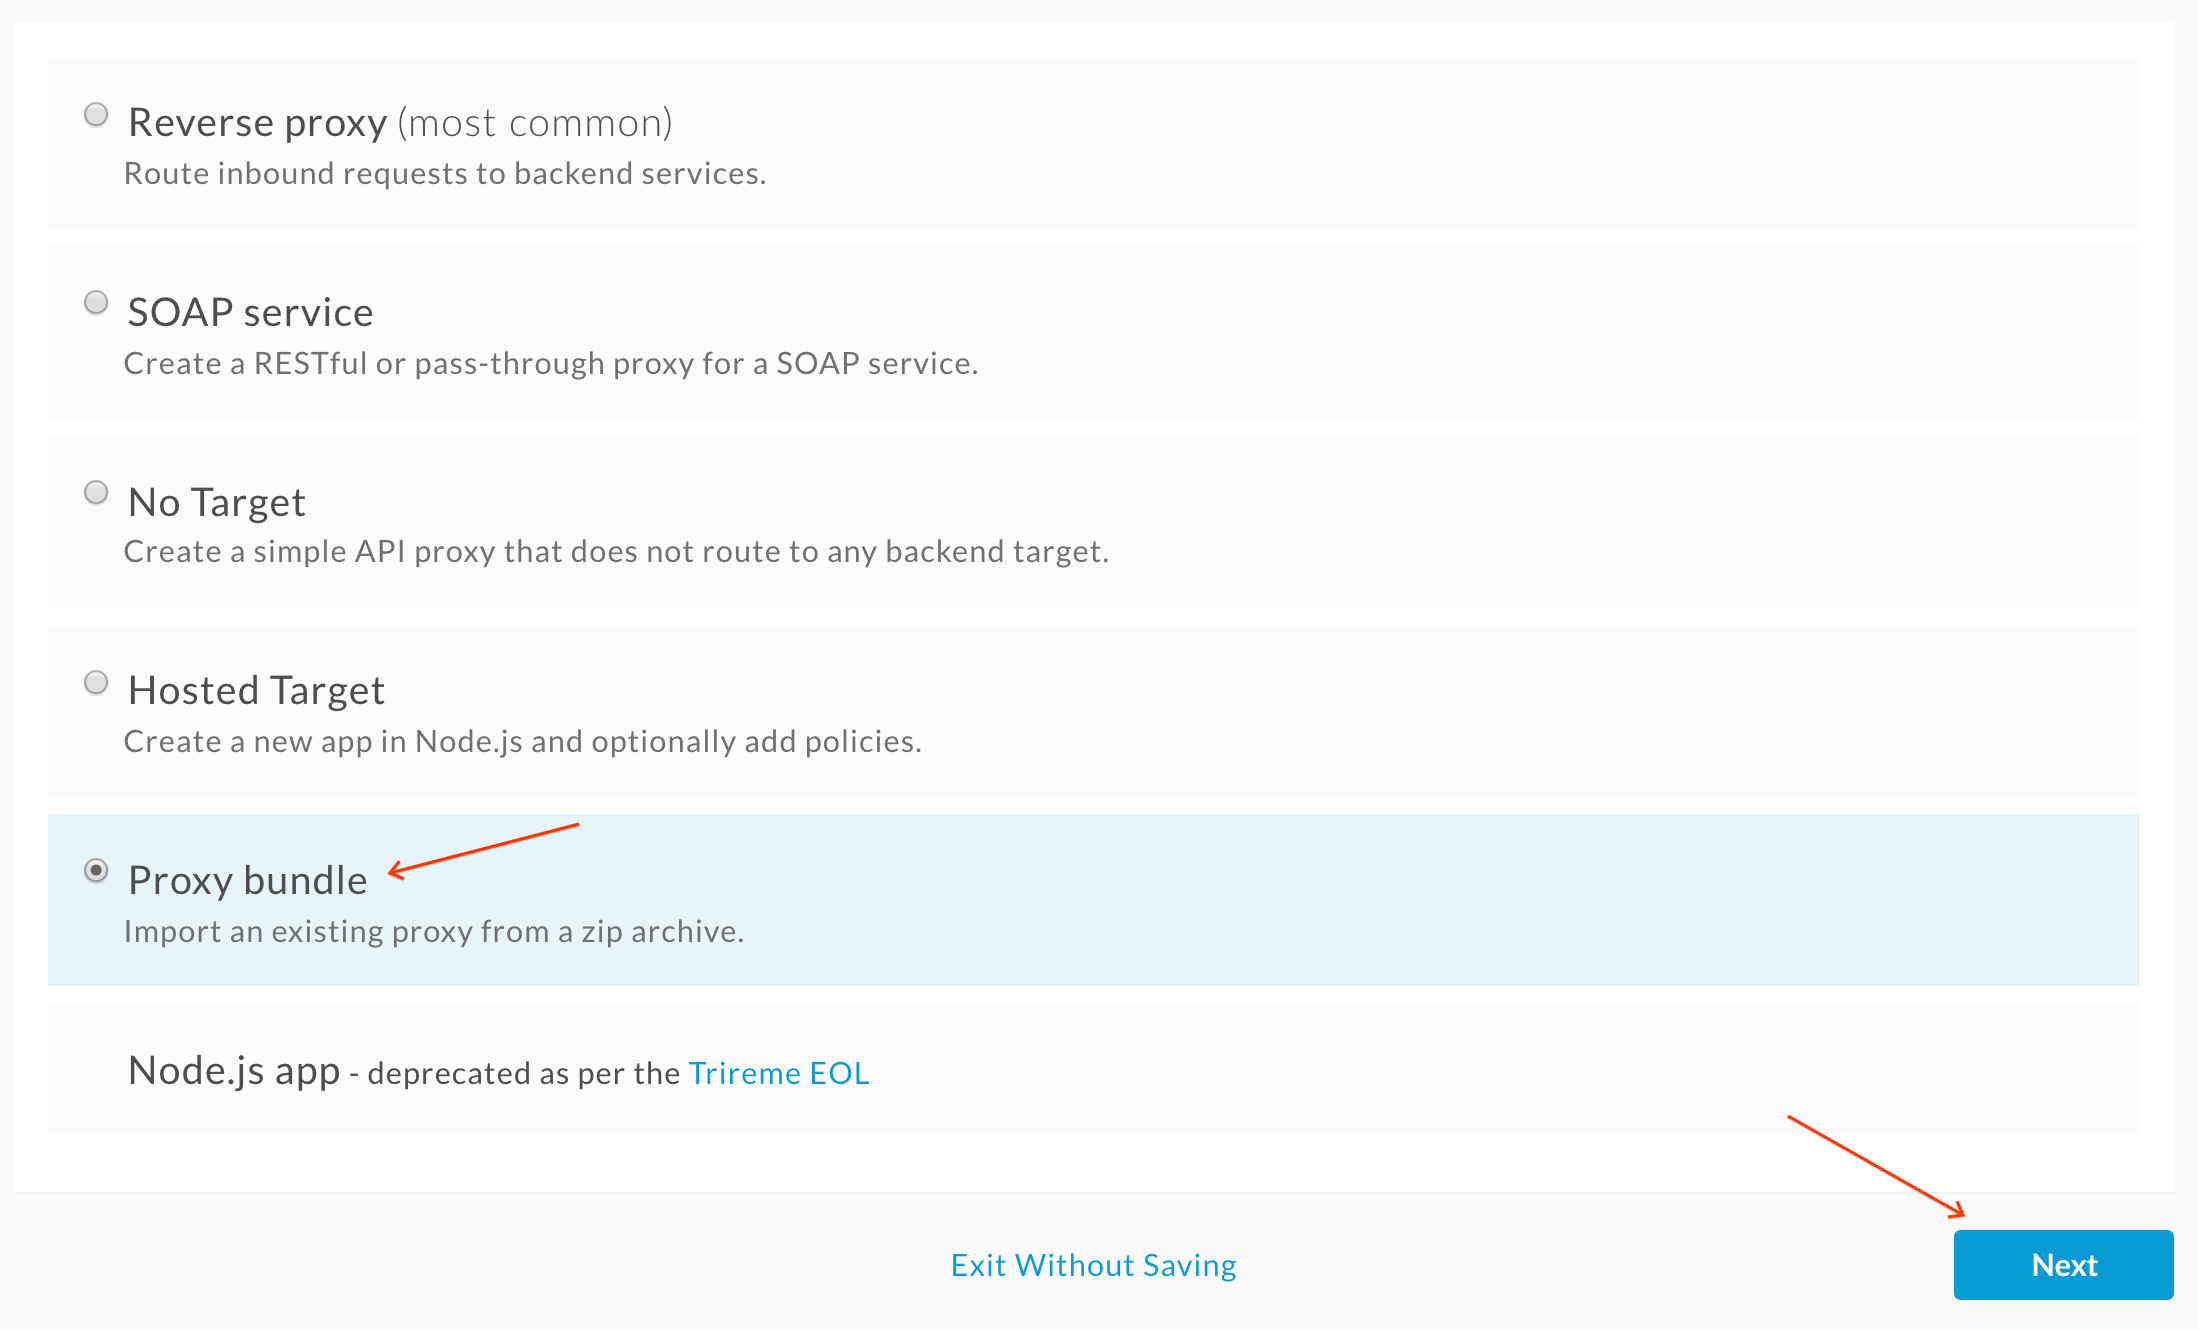 Reverse proxy (most common)
Route inbound requests to backend services.
SOAP service
Create a RESTful or pass-through proxy for a SOAP service.
No Target
Create a simple API proxy that does not route to any backend target.
Hosted Target
Create a new app in Node.js and optionally add policies.
Proxy bundle
Import an existing proxy from a zip archive.
Node.js app - deprecated as per the Trireme EOL
Exit Without Saving
Next